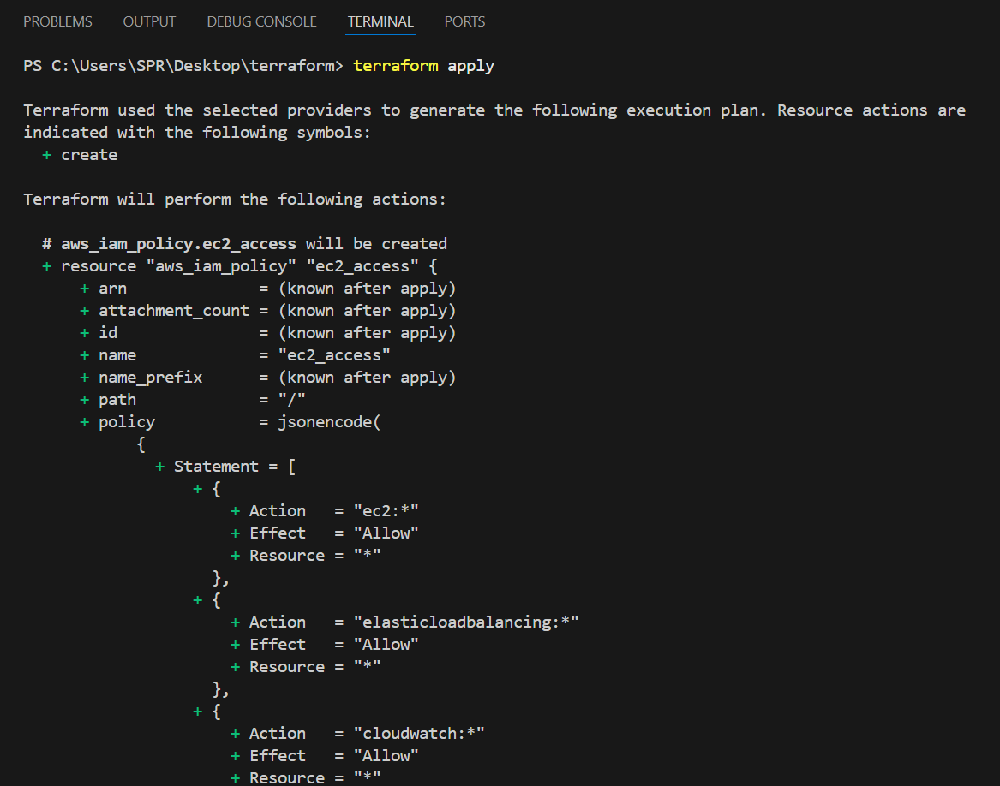 PROBLEMS OUTPUT DEBUG CONSOLE TERMINAL PORTS
PS C:\Users\SPR\Desktop\terraform> terraform apply
Terraform used the selected providers to generate the following execution plan. Resource actions are
indicated with the following symbols:
+ create
Terraform will perform the following actions:
# aws_iam_policy.ec2_access will be created
+ resource "aws_iam_policy" "ec2_access" {
+ arn = (known after apply)
+ attachment_count = (known after apply)
+ id = (known after apply)
+ name = "ec2_access"
+ name_prefix = (known after apply)
+ path = "/"
+ policy = jsonencode(
{
+ Statement = [
+ {
+ Action = "ec2:*"
+ Effect = "Allow"
+ Resource = "*"
},
+ {
+ Action = "elasticloadbalancing:*"
+ Effect = "Allow"
+ Resource = "*"
},
+ {
+ Action = "cloudwatch:*"
+ Effect = "Allow"
+ Resource = "*"